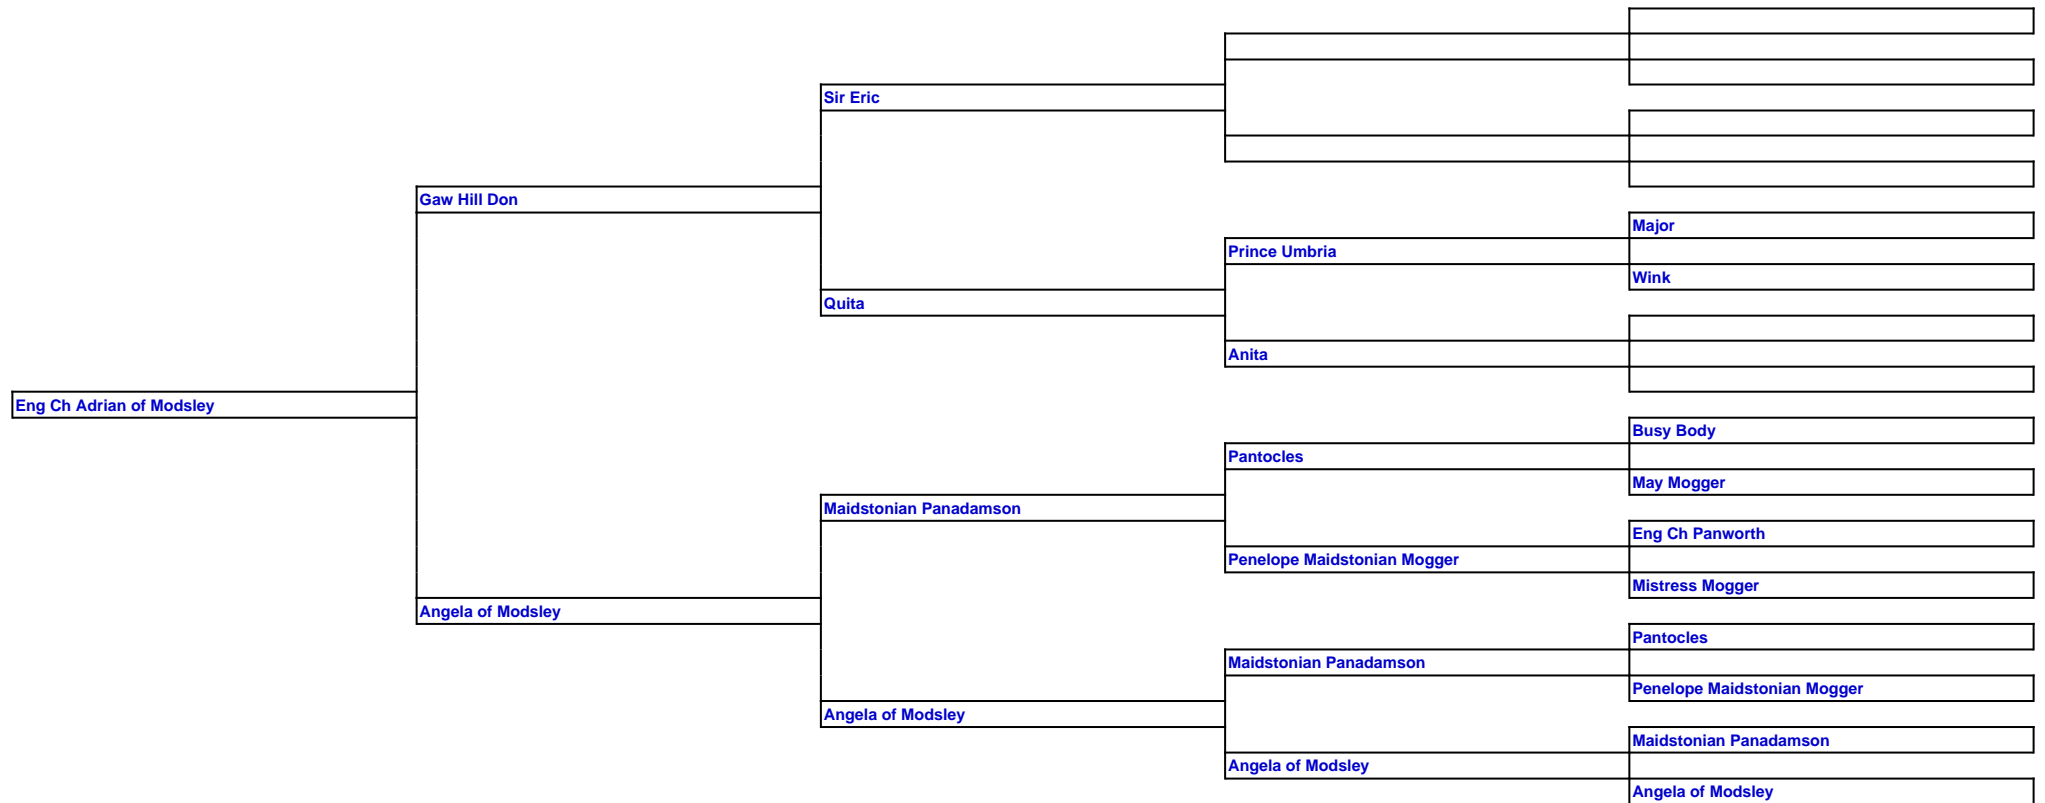 Sir Eric
Gaw Hill Don
Major
Prince Umbria
Wink
Quita
Anita
Eng Ch Adrian of Modsley
Busy Body
Pantocles
May Mogger
Maidstonian Panadamson
Eng Ch Panworth
Penelope Maidstonian Mogger
Mistress Mogger
Angela of Modsley
Pantocles
Maidstonian Panadamson
Penelope Maidstonian Mogger
Angela of Modsley
Maidstonian Panadamson
Angela of Modsley
Angela of Modsley